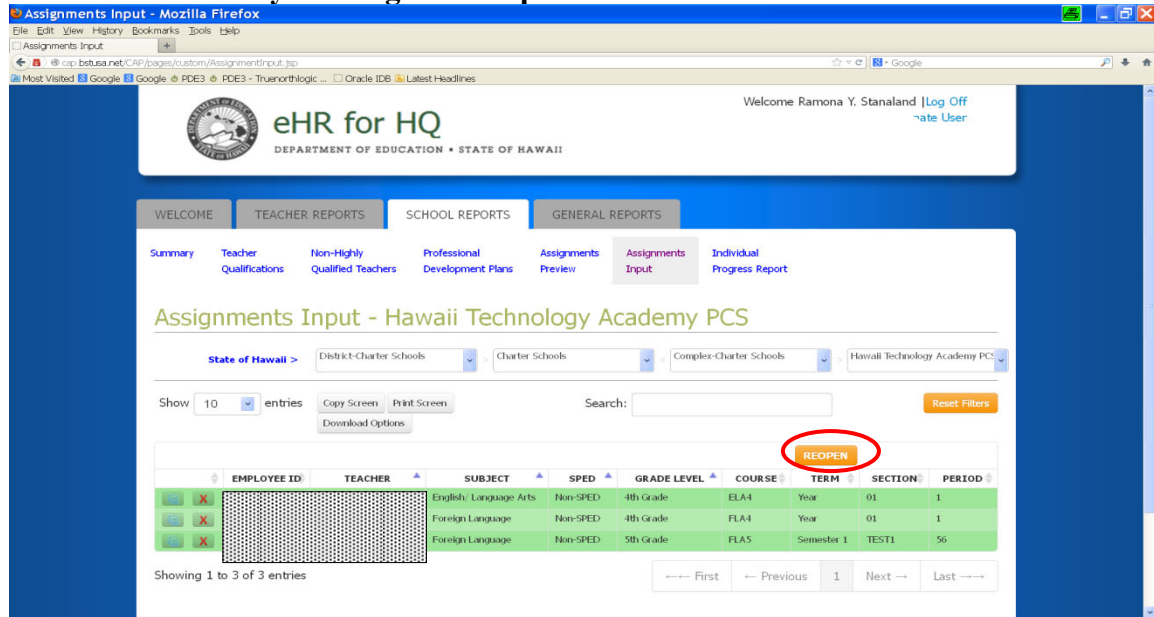 Assignments Input - Mozilla Firefox
File Edit View History Bookmarks Tools Help
Assignments Input +
cap.bstusa.net/CAP/pages/custom/AssignmentInput.jsp Google
Most Visited Google Google PDE3 PDE3 - Truenorthlogic ... Oracle IDB Latest Headlines
Welcome Ramona Y. Stanaland |Log Off
ate User
eHR for HQ
DEPARTMENT OF EDUCATION • STATE OF HAWAII
WELCOME TEACHER REPORTS SCHOOL REPORTS GENERAL REPORTS
Summary Teacher Qualifications Non-Highly Qualified Teachers Professional Development Plans Assignments Preview Assignments Input Individual Progress Report
Assignments Input - Hawaii Technology Academy PCS
State of Hawaii > District-Charter Schools > Charter Schools > Complex-Charter Schools > Hawaii Technology Academy PCS
Show 10 entries Copy Screen Print Screen Search: Reset Filters
Download Options
REOPEN
EMPLOYEE ID TEACHER SUBJECT SPED GRADE LEVEL COURSE TERM SECTION PERIOD
X English/ Language Arts Non-SPED 4th Grade ELA4 Year 01 1
X Foreign Language Non-SPED 4th Grade FLA4 Year 01 1
X Foreign Language Non-SPED 5th Grade FLA5 Semester 1 TEST1 56
Showing 1 to 3 of 3 entries ←← First ← Previous 1 Next → Last →→